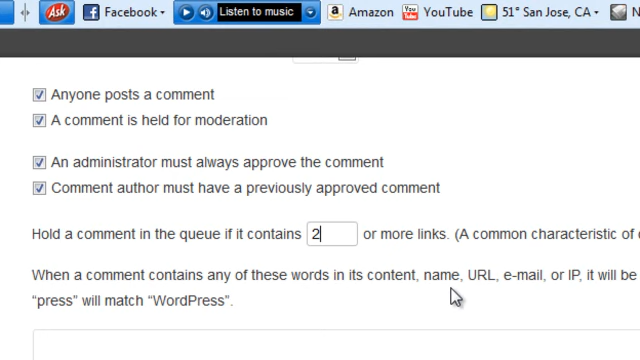 Ask Facebook Listen to music Amazon YouTube 51° San Jose, CA N
Anyone posts a comment
A comment is held for moderation
An administrator must always approve the comment
Comment author must have a previously approved comment
Hold a comment in the queue if it contains 2 or more links. (A common characteristic of
When a comment contains any of these words in its content, name, URL, e-mail, or IP, it will be
“press” will match “WordPress”.